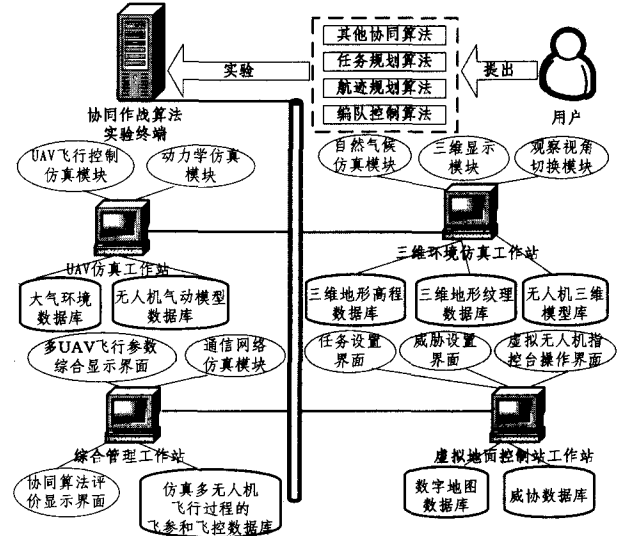 其他协同算法
任务规划算法
航迹规划算法
编队控制算法
实验
提出
用户
协同作战算法
实验终端
UAV飞行控制
仿真模块
动力学仿真
模块
自然气候
仿真模块
三维显示
模块
观察视角
切换模块
UAV仿真工作站
三维环境仿真工作站
大气环境
数据库
无人机气动模型
数据库
三维地形高程
数据库
三维地形纹理
数据库
无人机三维
模型库
多UAV飞行参数
综合显示界面
通信网络
仿真模块
任务设置
界面
威胁设置
界面
虚拟无人机指
控台操作界面
综合管理工作站
虚拟地面控制站工作站
协同算法评
价显示界面
仿真多无人机
飞行过程的
飞参和飞控数据库
数字地图
数据库
威协数据库